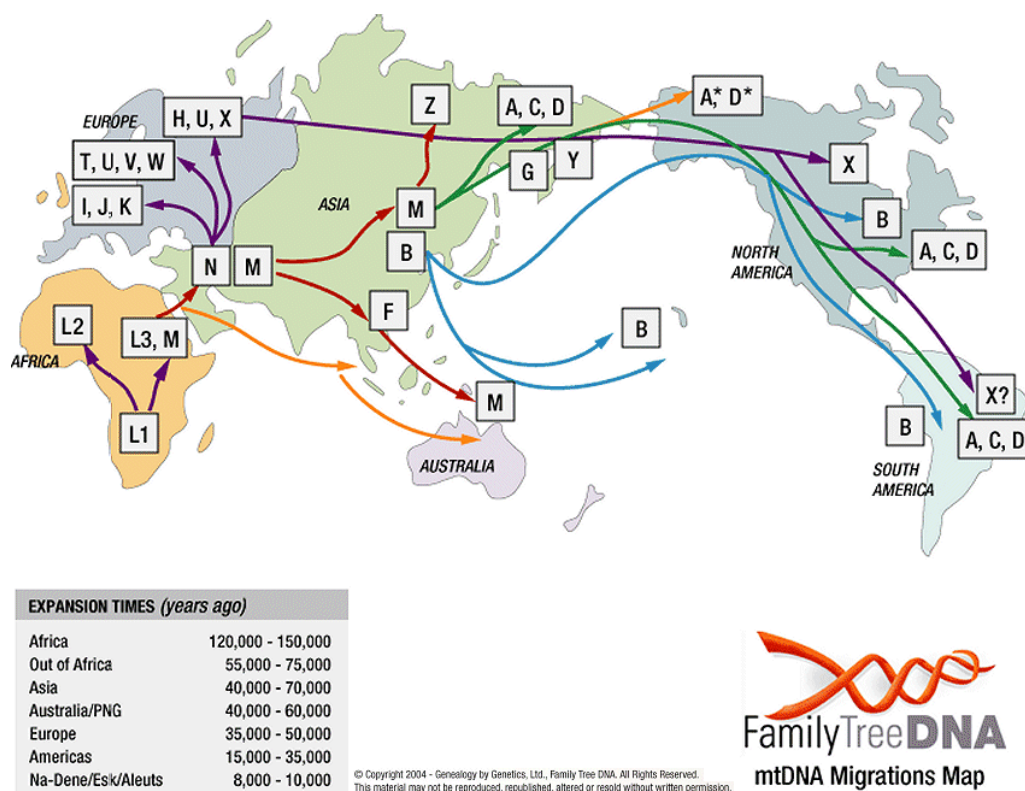 EUROPE
H, U, X
T, U, V, W
I, J, K
ASIA
Z
A, C, D
G
Y
A,* D*
X
B
A, C, D
NORTH
AMERICA
N
M
M
B
F
M
B
L2
L3, M
AFRICA
L1
AUSTRALIA
X?
B
A, C, D
SOUTH
AMERICA
EXPANSION TIMES (years ago)
Africa 120,000 - 150,000
Out of Africa 55,000 - 75,000
Asia 40,000 - 70,000
Australia/PNG 40,000 - 60,000
Europe 35,000 - 50,000
Americas 15,000 - 35,000
Na-Dene/Esk/Aleuts 8,000 - 10,000
© Copyright 2004 - Genealogy by Genetics, Ltd., Family Tree DNA. All Rights Reserved.
This material may not be reproduced, republished, altered or resold without written permission.
FamilyTreeDNA
mtDNA Migrations Map